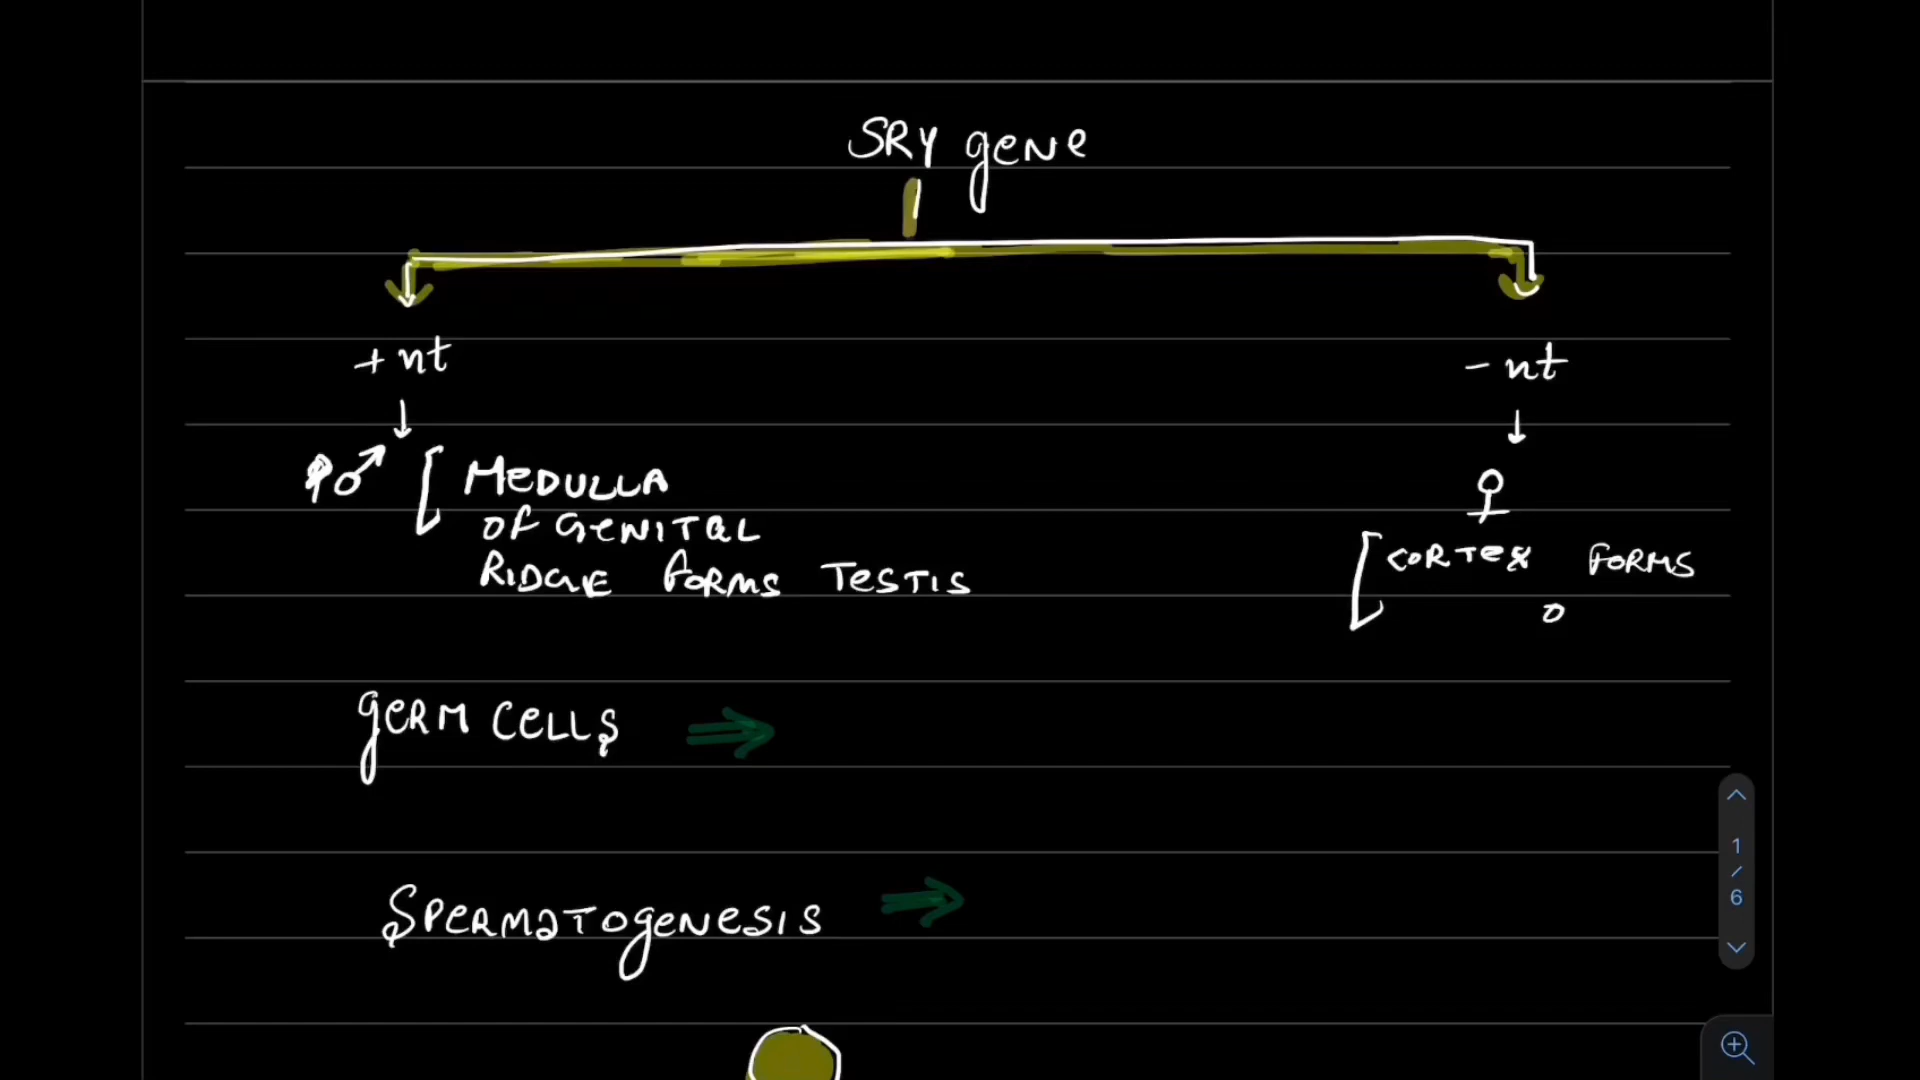 SRY gene
+nt
- nt
♂ [ MEDULLA
OF GENITAL
RIDGE FORMS TESTIS
♀
[ CORTEX FORMS
O
GERM CELLS ⇒
SPERMATOGENESIS ⇒
1
/
6